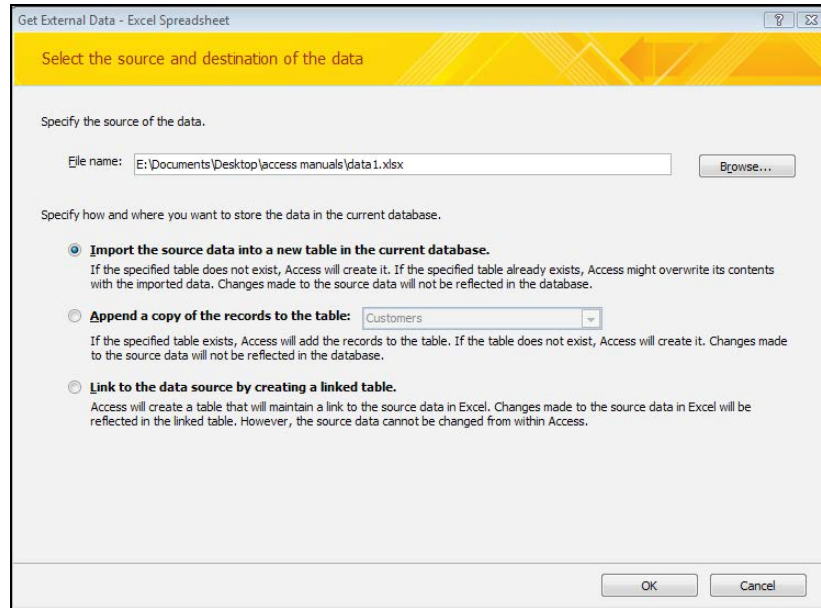 Get External Data - Excel Spreadsheet
Select the source and destination of the data
Specify the source of the data.
File name: E:\Documents\Desktop\access manuals\data1.xlsx Browse...
Specify how and where you want to store the data in the current database.
Import the source data into a new table in the current database.
If the specified table does not exist, Access will create it. If the specified table already exists, Access might overwrite its contents
with the imported data. Changes made to the source data will not be reflected in the database.
Append a copy of the records to the table: Customers
If the specified table exists, Access will add the records to the table. If the table does not exist, Access will create it. Changes made
to the source data will not be reflected in the database.
Link to the data source by creating a linked table.
Access will create a table that will maintain a link to the source data in Excel. Changes made to the source data in Excel will be
reflected in the linked table. However, the source data cannot be changed from within Access.
OK Cancel